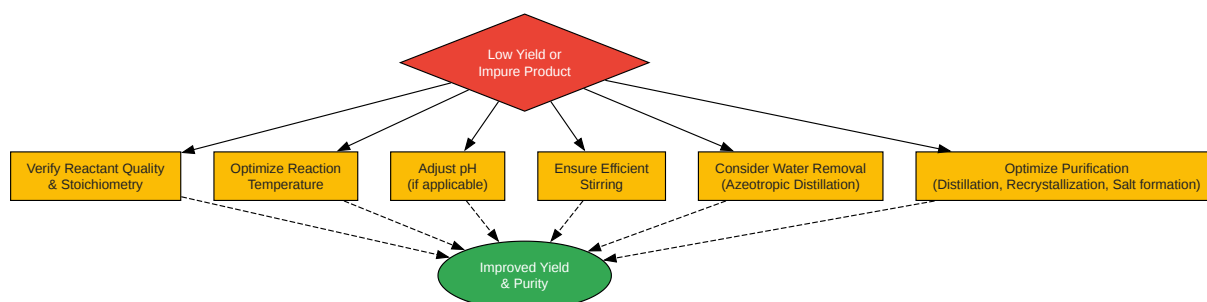 Low Yield or
Impure Product
Verify Reactant Quality
& Stoichiometry
Optimize Reaction
Temperature
Adjust pH
(if applicable)
Ensure Efficient
Stirring
Consider Water Removal
(Azeotropic Distillation)
Optimize Purification
(Distillation, Recrystallization, Salt formation)
Improved Yield
& Purity